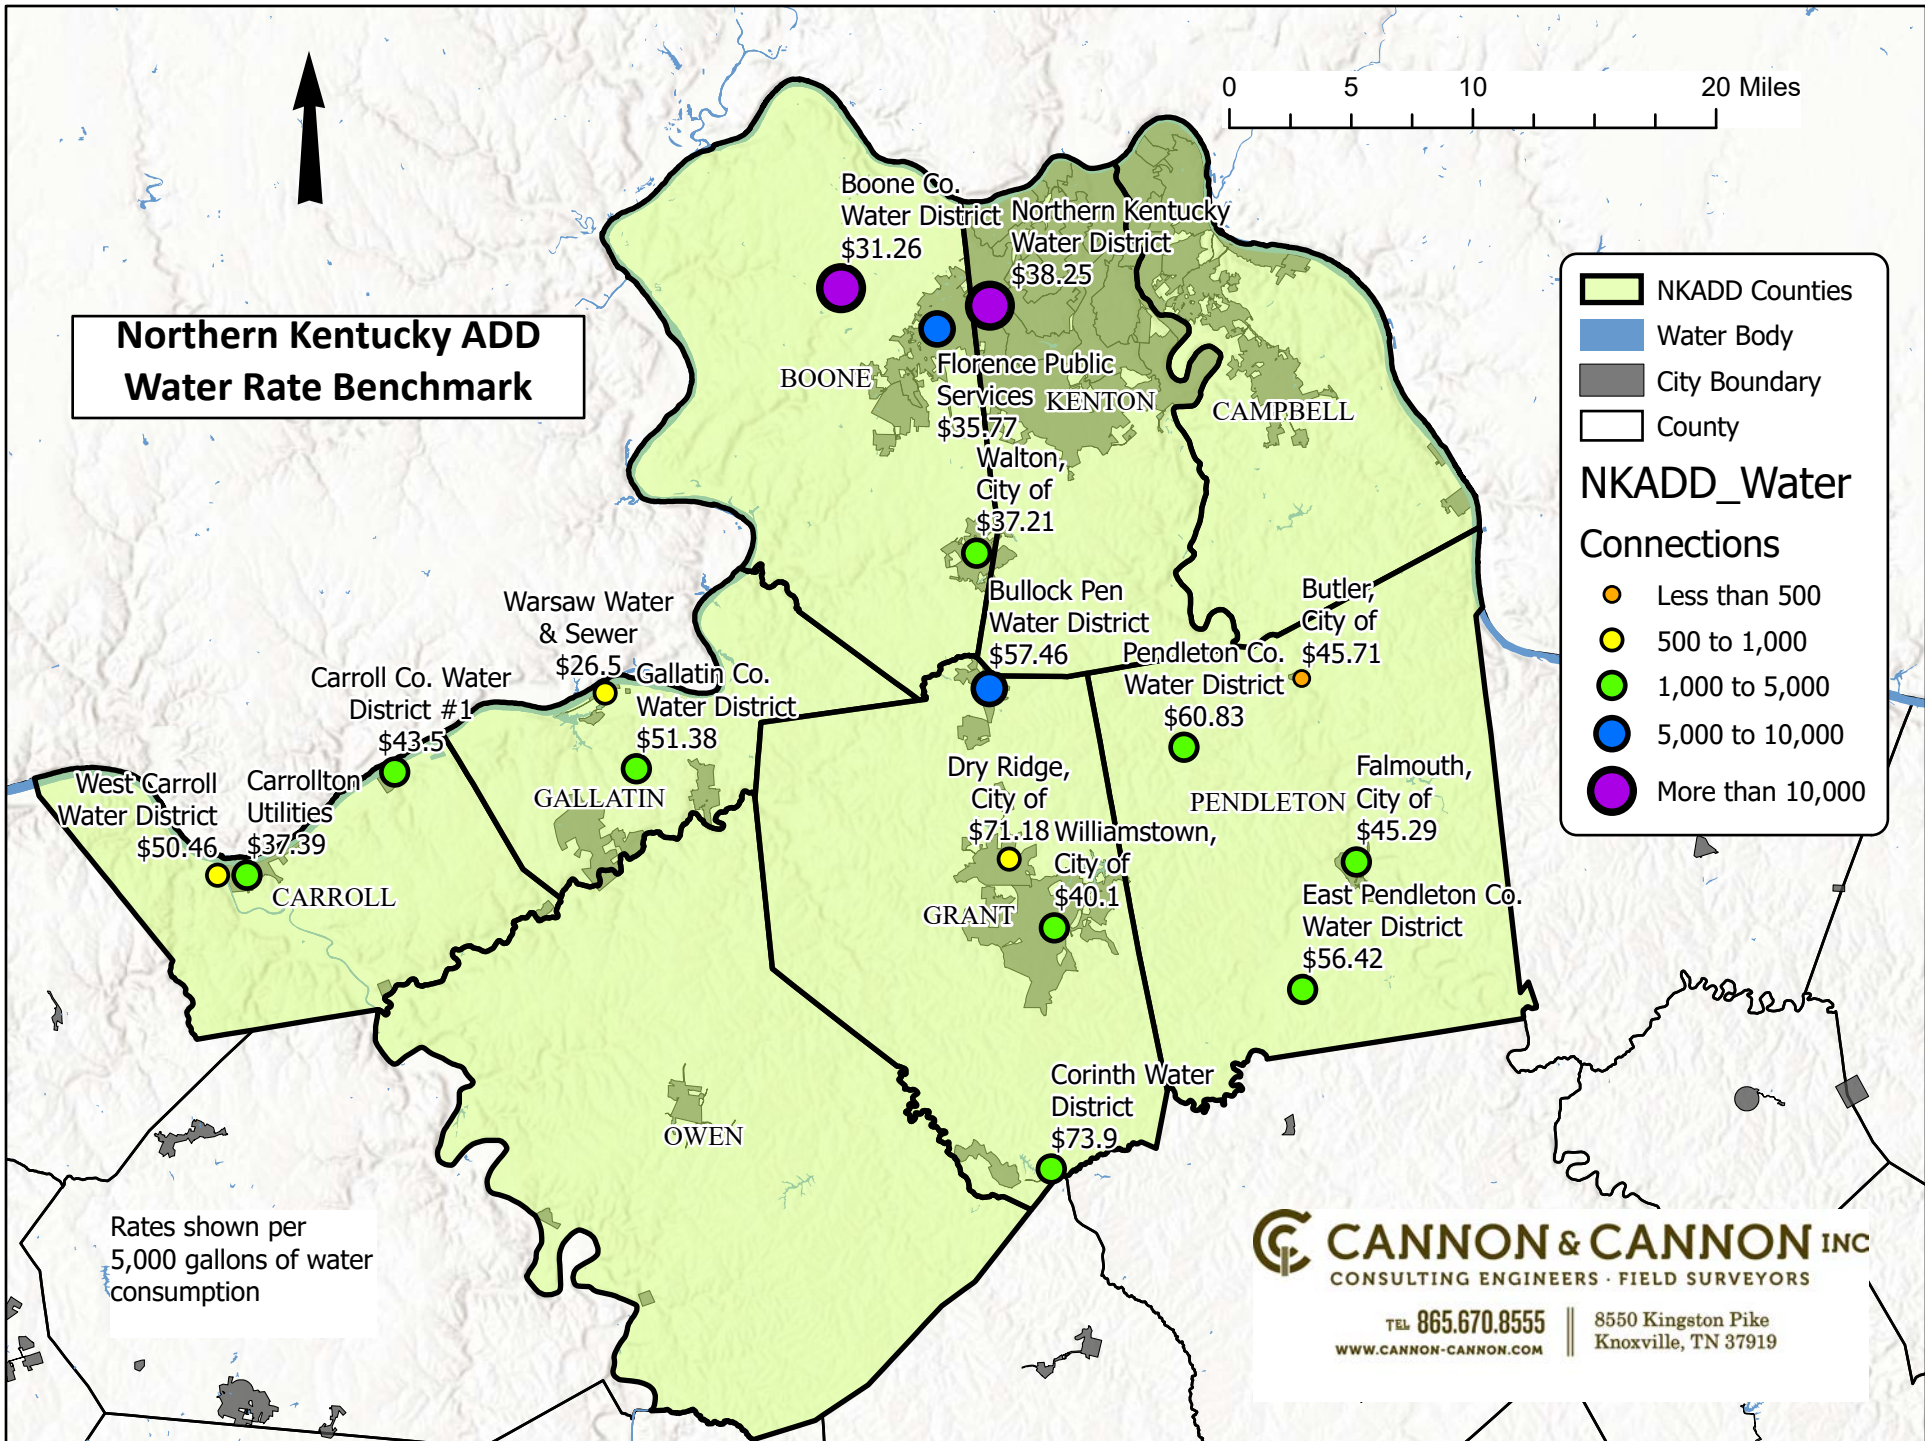 0 5 10 20 Miles
Northern Kentucky ADD
Water Rate Benchmark
Boone Co.
Water District
$31.26
Northern Kentucky
Water District
$38.25
BOONE
Florence Public
Services
$35.77
KENTON
CAMPBELL
Walton,
City of
$37.21
Bullock Pen
Water District
$57.46
Butler,
City of
$45.71
Pendleton Co.
Water District
$60.83
Warsaw Water
& Sewer
$26.5
Gallatin Co.
Water District
$51.38
GALLATIN
Carroll Co. Water
District #1
$43.5
West Carroll
Water District
$50.46
Carrollton
Utilities
$37.39
CARROLL
Dry Ridge,
City of
$71.18
Williamstown,
City of
$40.1
GRANT
PENDLETON
Falmouth,
City of
$45.29
East Pendleton Co.
Water District
$56.42
Corinth Water
District
$73.9
OWEN
NKADD Counties
Water Body
City Boundary
County
NKADD_Water
Connections
Less than 500
500 to 1,000
1,000 to 5,000
5,000 to 10,000
More than 10,000
Rates shown per
5,000 gallons of water
consumption
CANNON & CANNON INC
CONSULTING ENGINEERS · FIELD SURVEYORS
TEL 865.670.8555
WWW.CANNON-CANNON.COM
8550 Kingston Pike
Knoxville, TN 37919